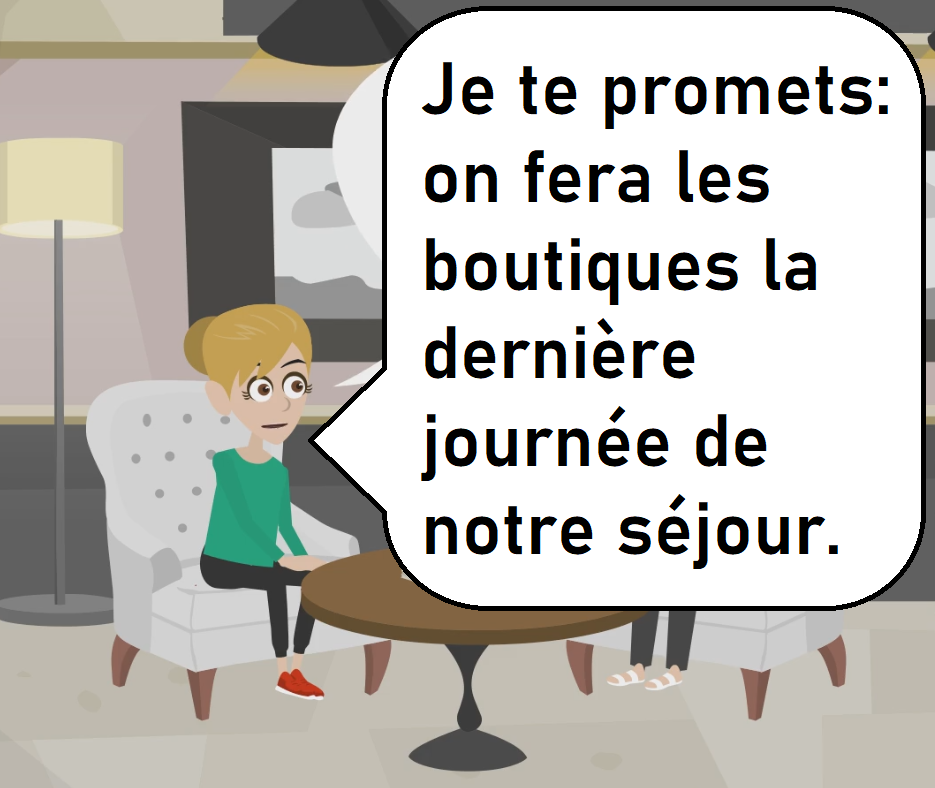 Je te promets:
on fera les
boutiques la
dernière
journée de
notre séjour.